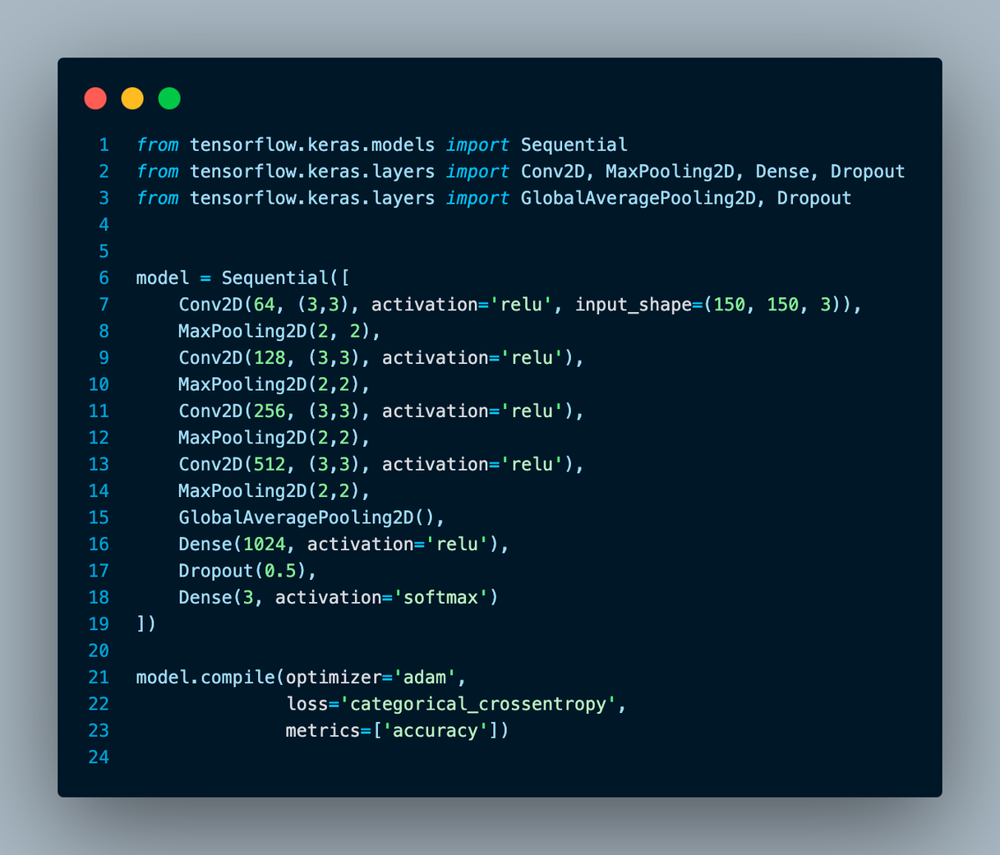 1 from tensorflow.keras.models import Sequential
2 from tensorflow.keras.layers import Conv2D, MaxPooling2D, Dense, Dropout
3 from tensorflow.keras.layers import GlobalAveragePooling2D, Dropout
4
5
6 model = Sequential([
7     Conv2D(64, (3,3), activation='relu', input_shape=(150, 150, 3)),
8     MaxPooling2D(2, 2),
9     Conv2D(128, (3,3), activation='relu'),
10     MaxPooling2D(2,2),
11     Conv2D(256, (3,3), activation='relu'),
12     MaxPooling2D(2,2),
13     Conv2D(512, (3,3), activation='relu'),
14     MaxPooling2D(2,2),
15     GlobalAveragePooling2D(),
16     Dense(1024, activation='relu'),
17     Dropout(0.5),
18     Dense(3, activation='softmax')
19 ])
20
21 model.compile(optimizer='adam',
22               loss='categorical_crossentropy',
23               metrics=['accuracy'])
24